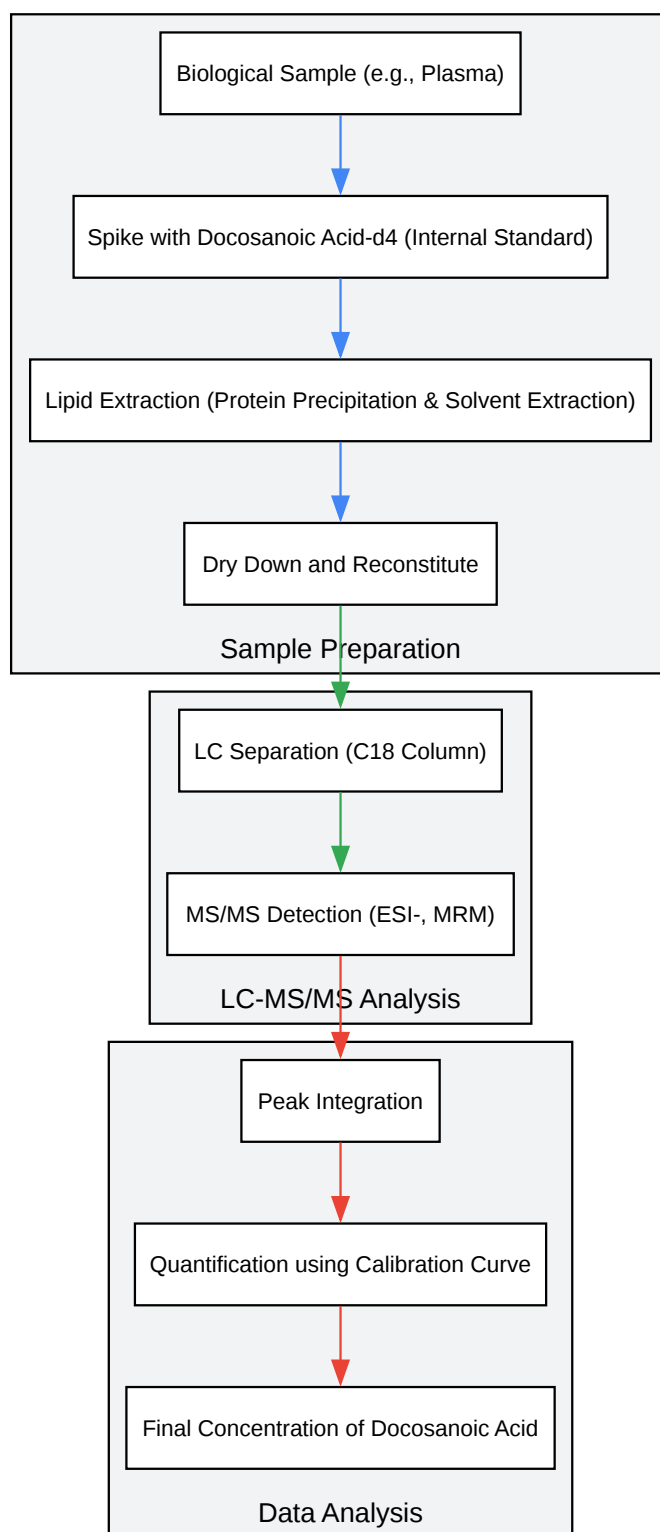 Biological Sample (e.g., Plasma)
Spike with Docosanoic Acid-d4 (Internal Standard)
Lipid Extraction (Protein Precipitation & Solvent Extraction)
Dry Down and Reconstitute
Sample Preparation
LC Separation (C18 Column)
MS/MS Detection (ESI-, MRM)
LC-MS/MS Analysis
Peak Integration
Quantification using Calibration Curve
Final Concentration of Docosanoic Acid
Data Analysis